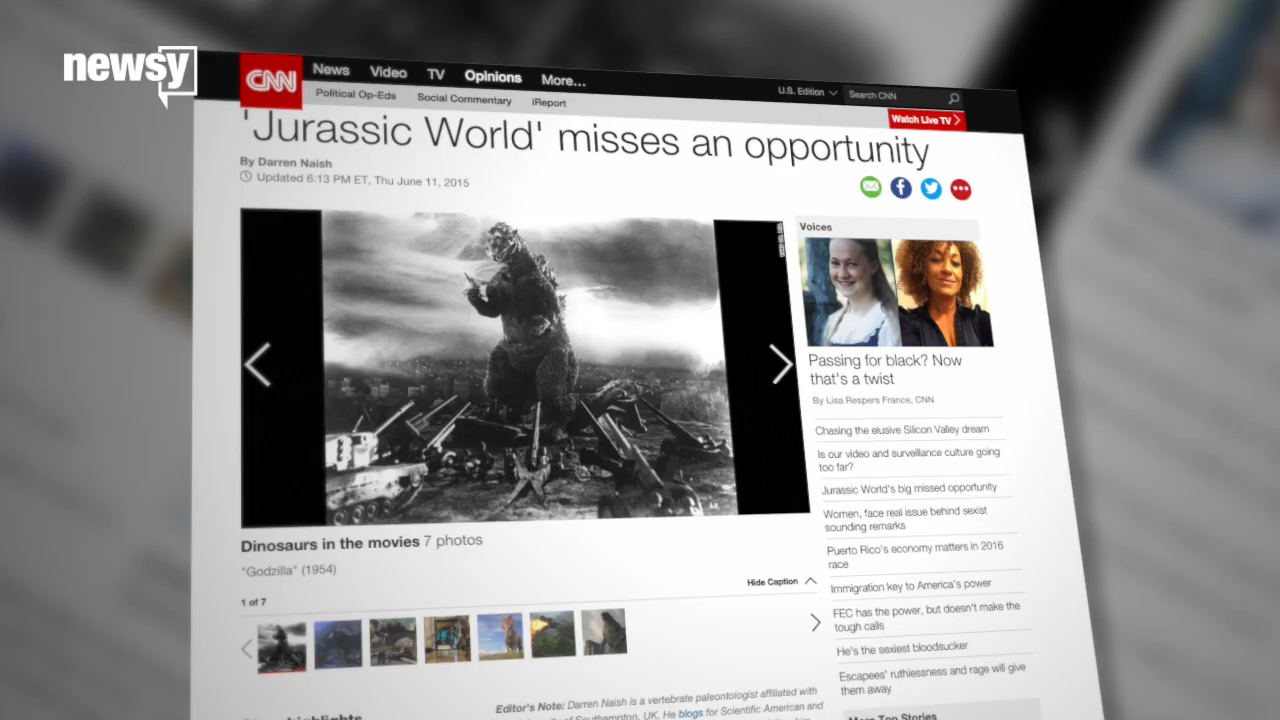 newsy
CNN
News Video TV Opinions More...
U.S. Edition
Search CNN
Political Op-Eds Social Commentary iReport
Watch Live TV
'Jurassic World' misses an opportunity
By Darren Naish
Updated 6:13 PM ET, Thu June 11, 2015
Voices
Passing for black? Now
that's a twist
By Lisa Respers France, CNN
Chasing the elusive Silicon Valley dream
Is our video and surveillance culture going
too far?
Jurassic World's big missed opportunity
Women, face real issue behind sexist
sounding remarks
Puerto Rico's economy matters in 2016
race
Immigration key to America's power
FEC has the power, but doesn't make the
tough calls
He's the sexiest bloodsucker
Escapees' ruthlessness and rage will give
them away
More Top Stories
Dinosaurs in the movies 7 photos
"Godzilla" (1954)
Hide Caption
1 of 7
Editor's Note: Darren Naish is a vertebrate paleontologist affiliated with
of Southampton, UK. He blogs for Scientific American and
highlights